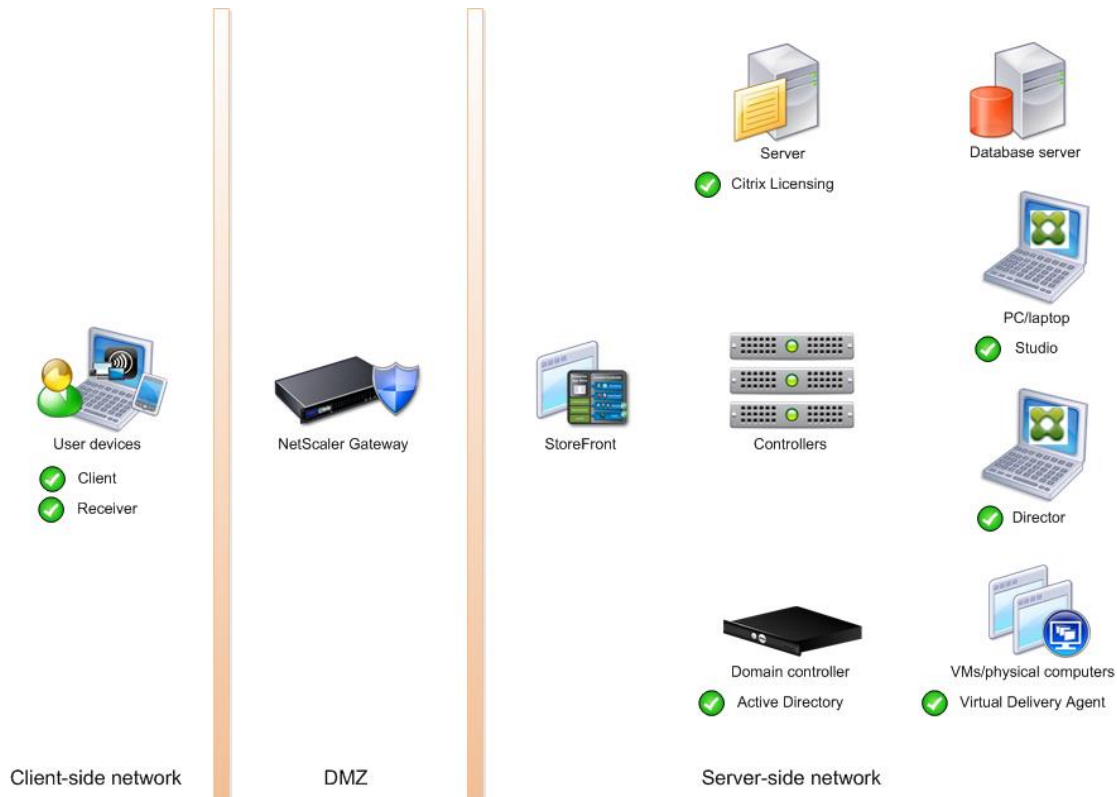 Server
Citrix Licensing
Database server
PC/laptop
Studio
User devices
Client
Receiver
NetScaler Gateway
StoreFront
Controllers
Director
Domain controller
Active Directory
VMs/physical computers
Virtual Delivery Agent
Client-side network
DMZ
Server-side network